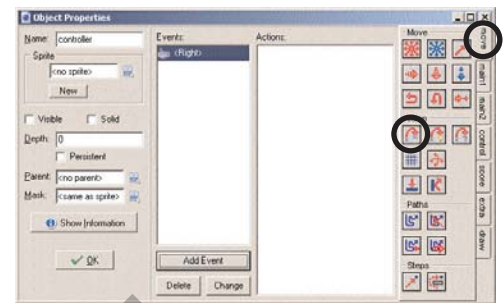 Object Properties
Name: controller
Sprite
<no sprite>
New
Visible
Solid
Depth: 0
Persistent
Parent: <no parent>
Mask: <same as sprite>
Show Information
OK
Events:
<Right>
Add Event
Delete
Change
Actions:
Move
Paths
Steps
move
main1
main2
control
score
extra
draw